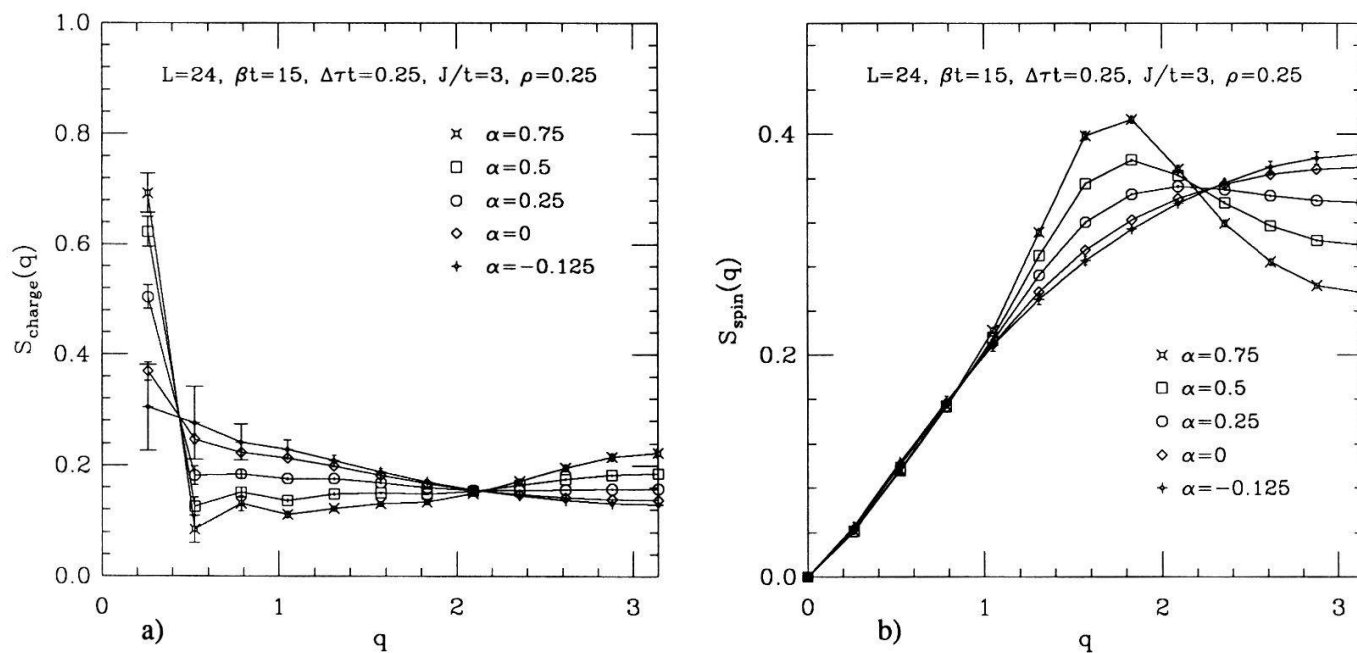 1.0
0.8
0.6
0.4
0.2
0.0
S_charge(q)
L=24, βt=15, Δτt=0.25, J/t=3, ρ=0.25
α=0.75
α=0.5
α=0.25
α=0
α=−0.125
0 1 2 3
a)
q
0.4
0.2
0.0
S_spin(q)
L=24, βt=15, Δτt=0.25, J/t=3, ρ=0.25
α=0.75
α=0.5
α=0.25
α=0
α=−0.125
0 1 2 3
b)
q